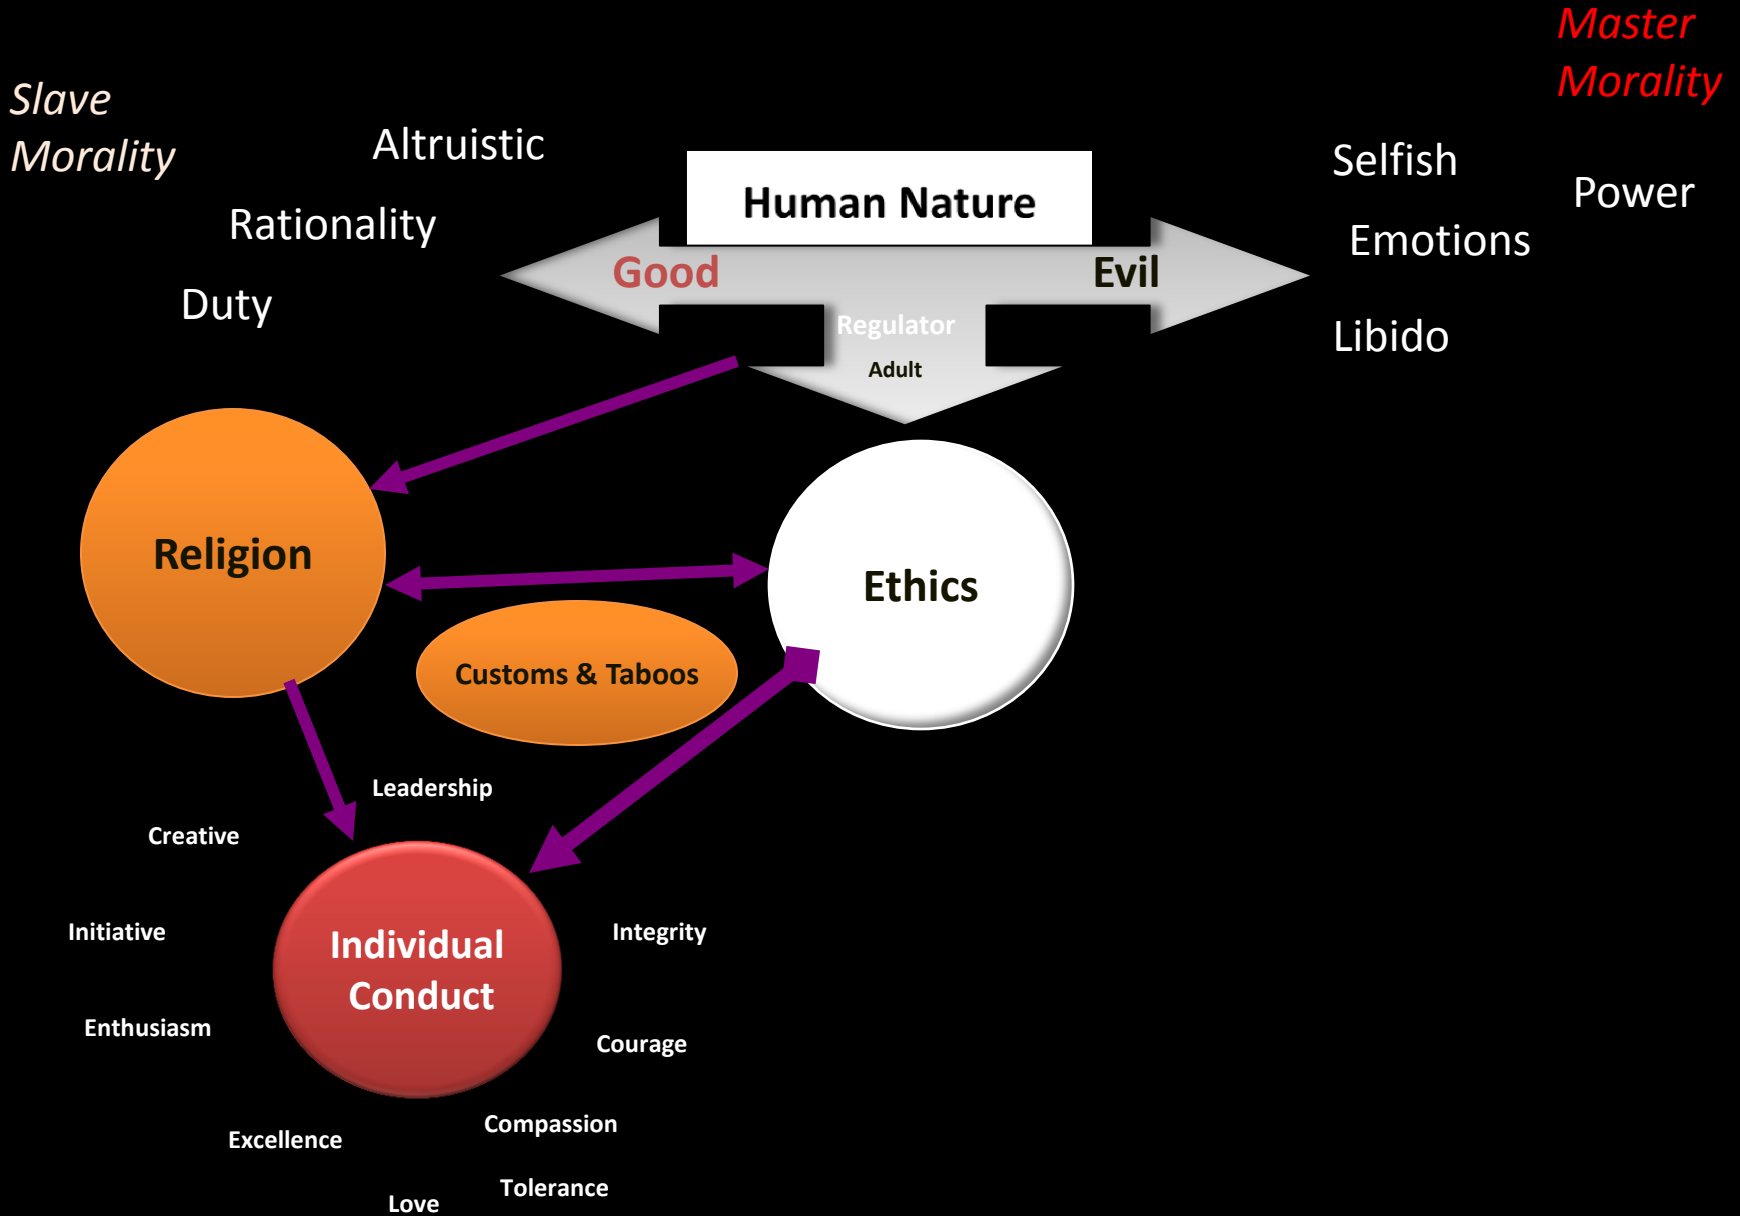 Master
Morality
Slave
Morality
Altruistic
Rationality
Duty
Human Nature
Good
Evil
Regulator
Adult
Selfish
Power
Emotions
Libido
Religion
Ethics
Customs & Taboos
Leadership
Creative
Initiative
Enthusiasm
Individual
Conduct
Integrity
Courage
Compassion
Excellence
Tolerance
Love